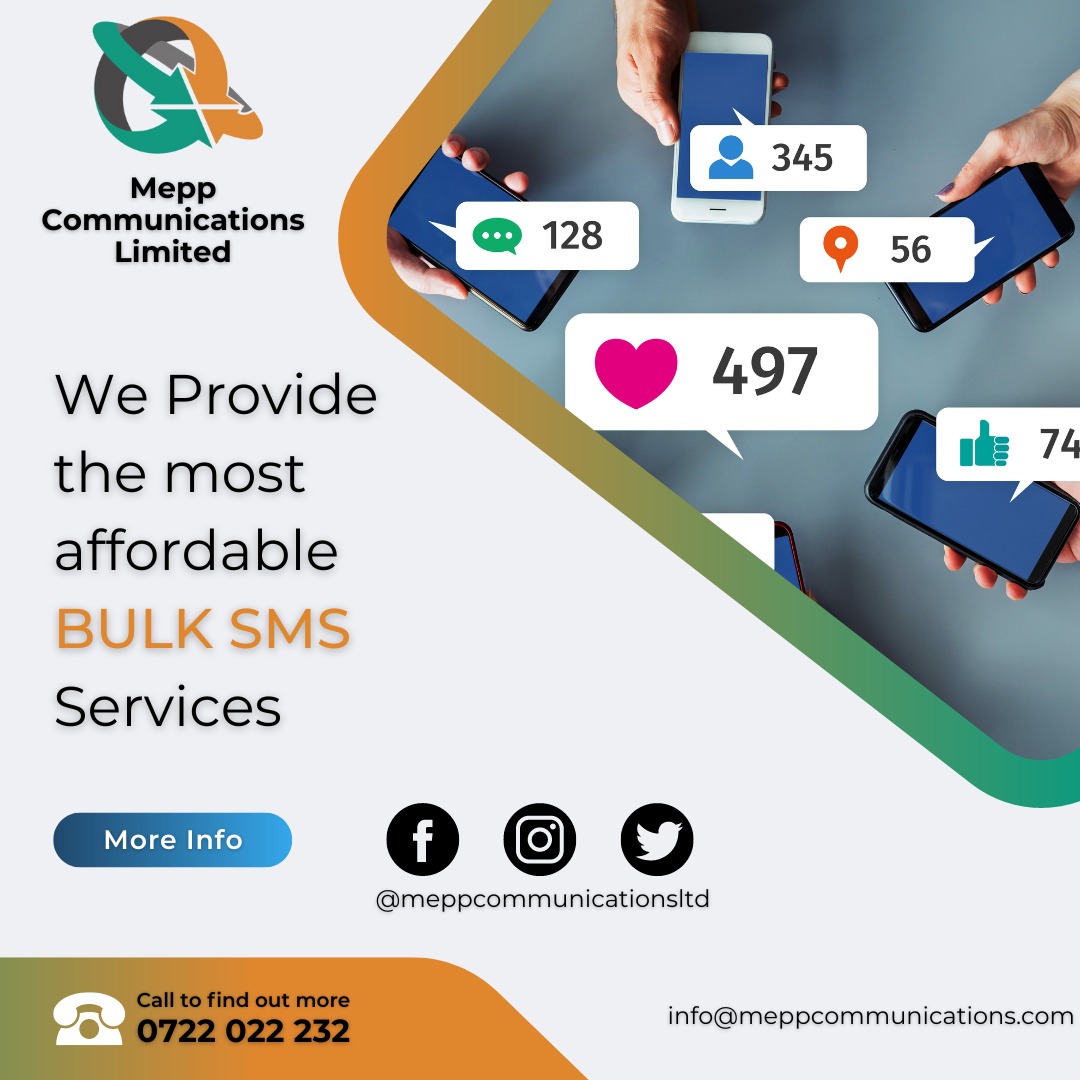 Mepp
Communications
Limited
345
128
56
497
74
We Provide
the most
affordable
BULK SMS
Services
More Info
@meppcommunicationsltd
Call to find out more
0722 022 232
info@meppcommunications.com